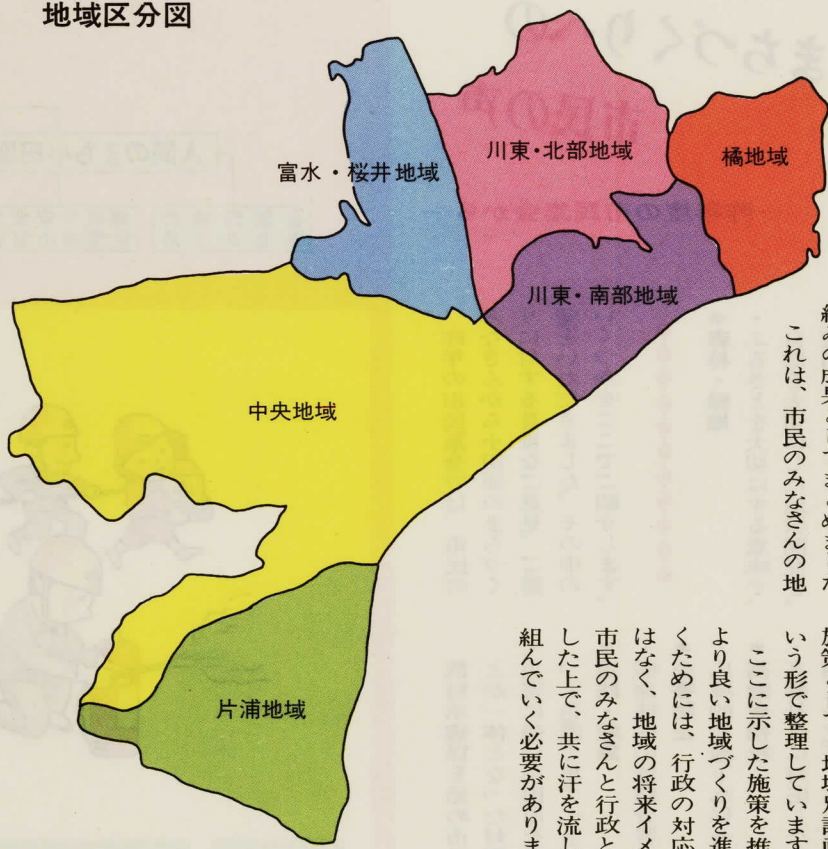 地域区分図
富水・桜井地域
川東・北部地域
橘地域
川東・南部地域
中央地域
片浦地域
これは、市民のみなさんの地
いう形で整理しています
ここに示した施策を推
より良い地域づくりを進
くためには、行政の対応
はなく、地域の将来イメ
市民のみなさんと行政と
した上で、共に汗を流し
組んでいく必要がありま